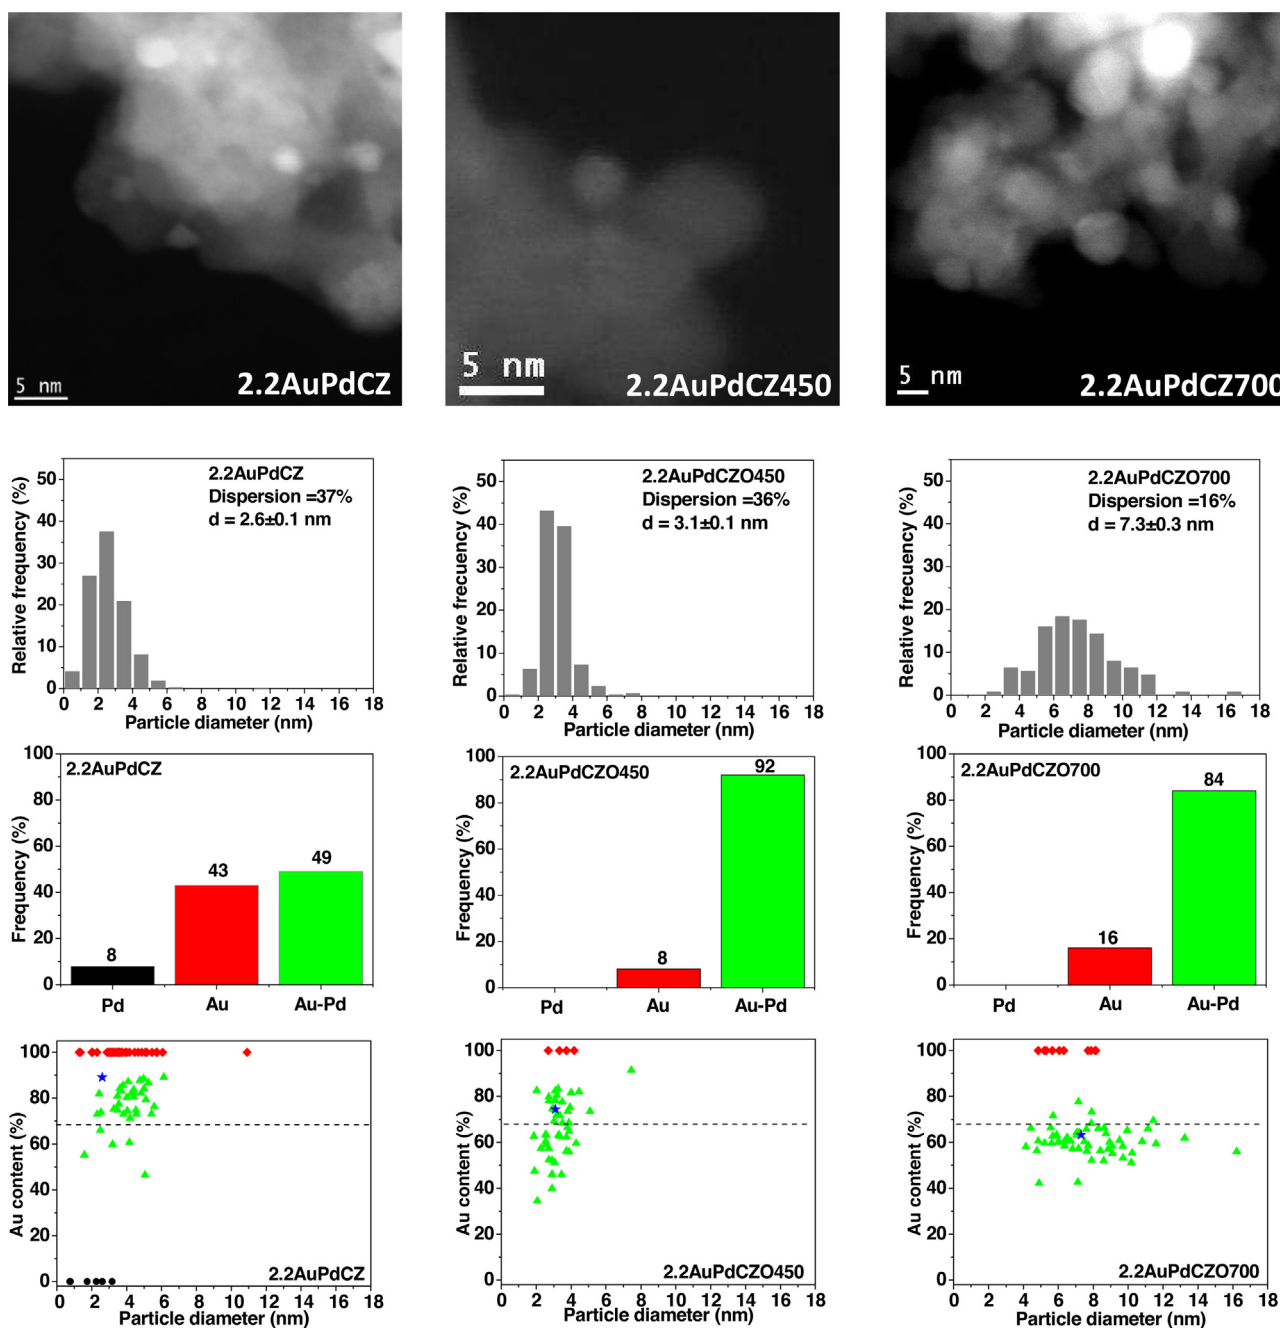 5 nm
2.2AuPdCZ
5 nm
2.2AuPdCZ450
5 nm
2.2AuPdCZ700
Relative frequency (%)
50
40
30
20
10
0
2.2AuPdCZ
Dispersion =37%
d = 2.6±0.1 nm
0 2 4 6 8 10 12 14 16 18
Particle diameter (nm)
Relative frecuency (%)
50
40
30
20
10
0
2.2AuPdCZO450
Dispersion =36%
d = 3.1±0.1 nm
0 2 4 6 8 10 12 14 16 18
Particle diameter (nm)
Relative frecuency (%)
50
40
30
20
10
0
2.2AuPdCZO700
Dispersion =16%
d = 7.3±0.3 nm
0 2 4 6 8 10 12 14 16 18
Particle diameter (nm)
Frequency (%)
100
80
60
40
20
0
2.2AuPdCZ
8
43
49
Pd Au Au-Pd
Frequency (%)
100
80
60
40
20
0
2.2AuPdCZO450
8
92
Pd Au Au-Pd
Frequency (%)
100
80
60
40
20
0
2.2AuPdCZO700
16
84
Pd Au Au-Pd
Au content (%)
100
80
60
40
20
0
2.2AuPdCZ
0 2 4 6 8 10 12 14 16 18
Particle diameter (nm)
Au content (%)
100
80
60
40
20
0
2.2AuPdCZO450
0 2 4 6 8 10 12 14 16 18
Particle diameter (nm)
Au content (%)
100
80
60
40
20
0
2.2AuPdCZO700
0 2 4 6 8 10 12 14 16 18
Particle diameter (nm)